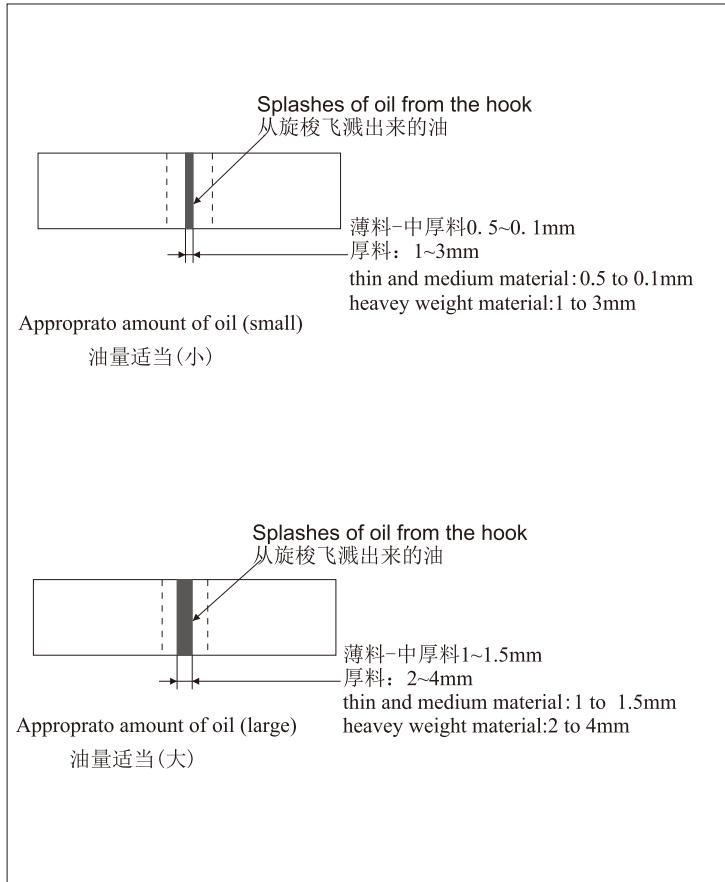 Splashes of oil from the hook
从旋梭飞溅出来的油
薄料-中厚料0.5~0.1mm
厚料：1~3mm
thin and medium material:0.5 to 0.1mm
heavey weight material:1 to 3mm
Approprato amount of oil (small)
油量适当(小)
Splashes of oil from the hook
从旋梭飞溅出来的油
薄料-中厚料1~1.5mm
厚料：2~4mm
thin and medium material:1 to 1.5mm
heavey weight material:2 to 4mm
Approprato amount of oil (large)
油量适当(大)